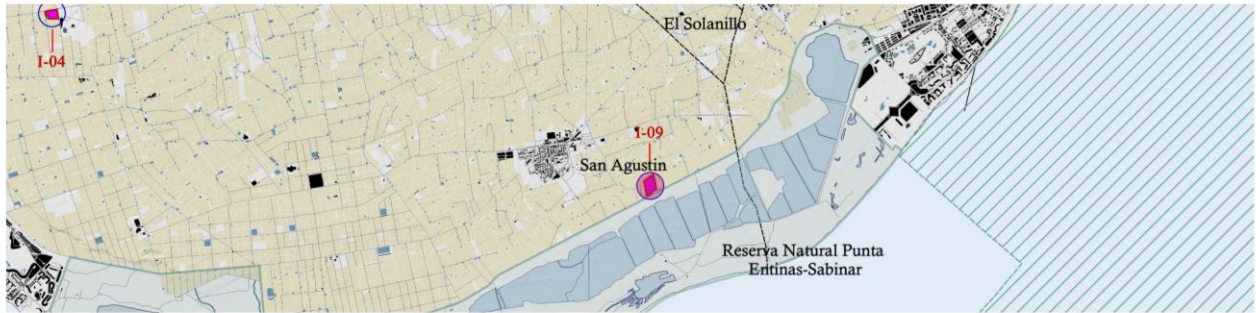 El Solanillo
I-04
I-09
San Agustín
Reserva Natural Punta
Entinas-Sabinar